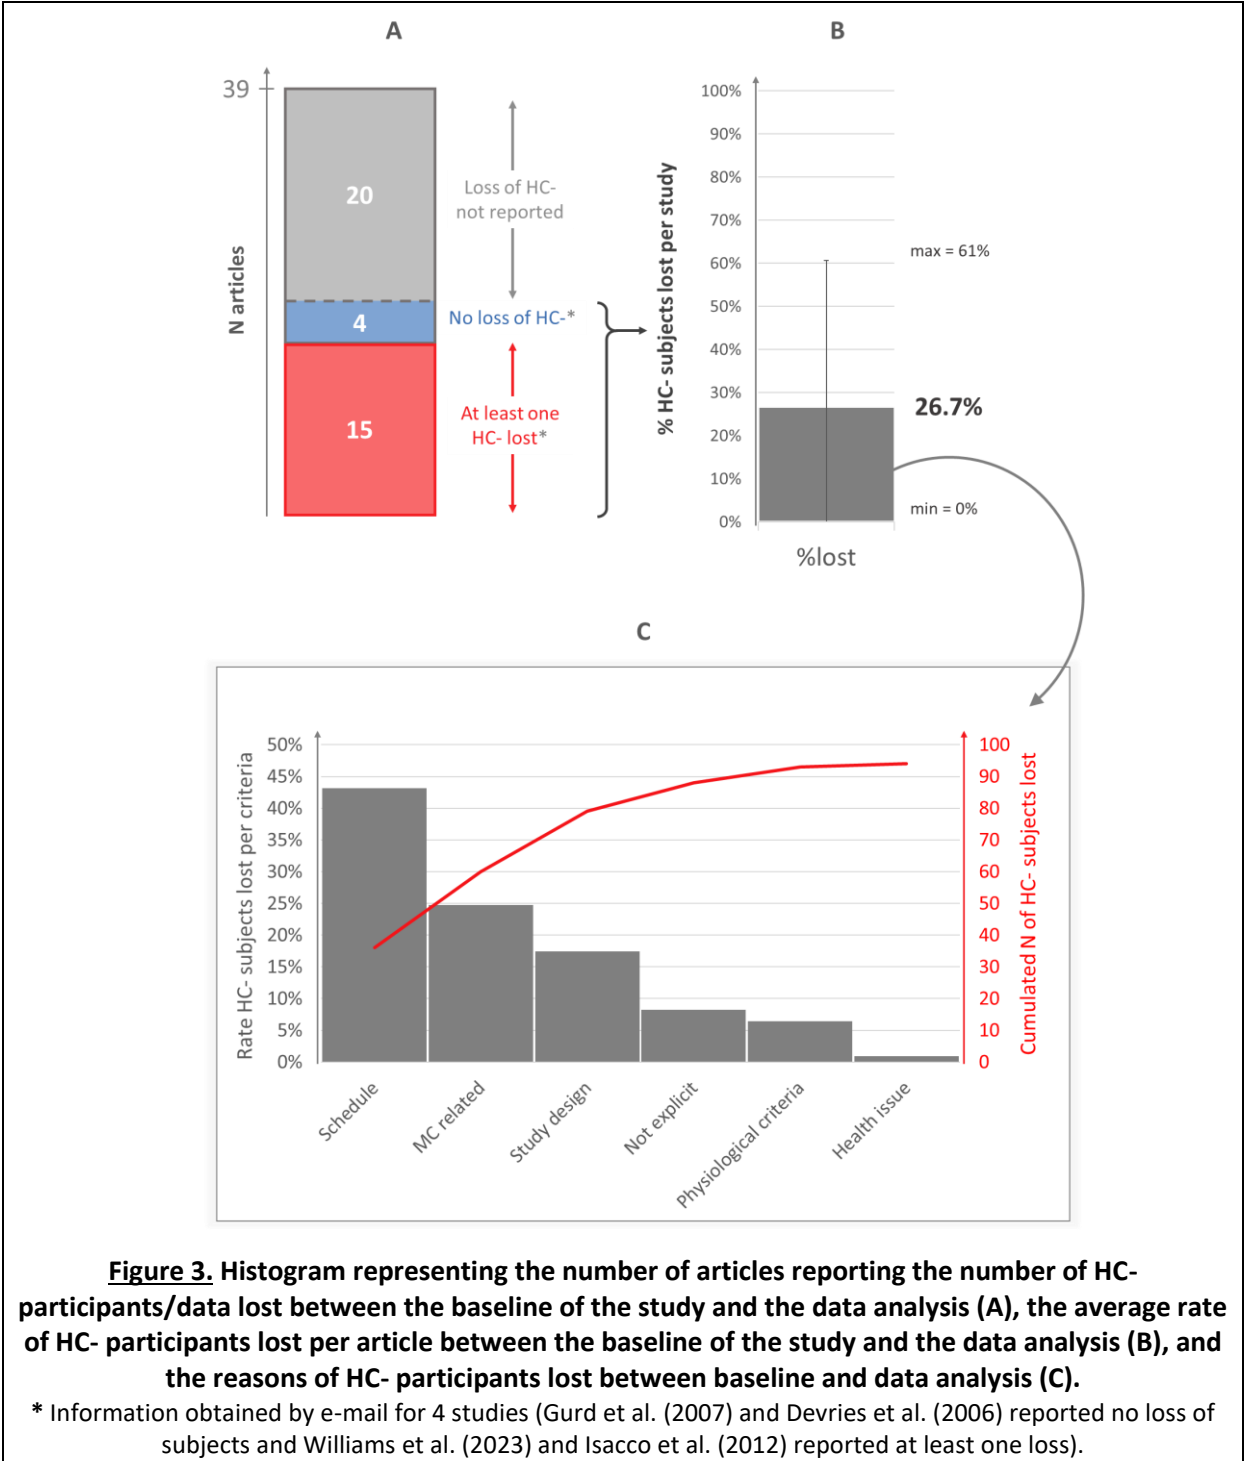 A
39
N articles
20
Loss of HC-
not reported
4
No loss of HC-*
15
At least one
HC- lost*
B
% HC- subjects lost per study
100%
90%
80%
70%
60%
50%
40%
30%
20%
10%
0%
max = 61%
26.7%
min = 0%
%lost
C
Rate HC- subjects lost per criteria
50%
45%
40%
35%
30%
25%
20%
15%
10%
5%
0%
100
90
80
70
60
50
40
30
20
10
0
Cumulated N of HC- subjects lost
Schedule
MC related
Study design
Not explicit
Physiological criteria
Health issue
Figure 3. Histogram representing the number of articles reporting the number of HC-
participants/data lost between the baseline of the study and the data analysis (A), the average rate
of HC- participants lost per article between the baseline of the study and the data analysis (B), and
the reasons of HC- participants lost between baseline and data analysis (C).
* Information obtained by e-mail for 4 studies (Gurd et al. (2007) and Devries et al. (2006) reported no loss of
subjects and Williams et al. (2023) and Isacco et al. (2012) reported at least one loss).